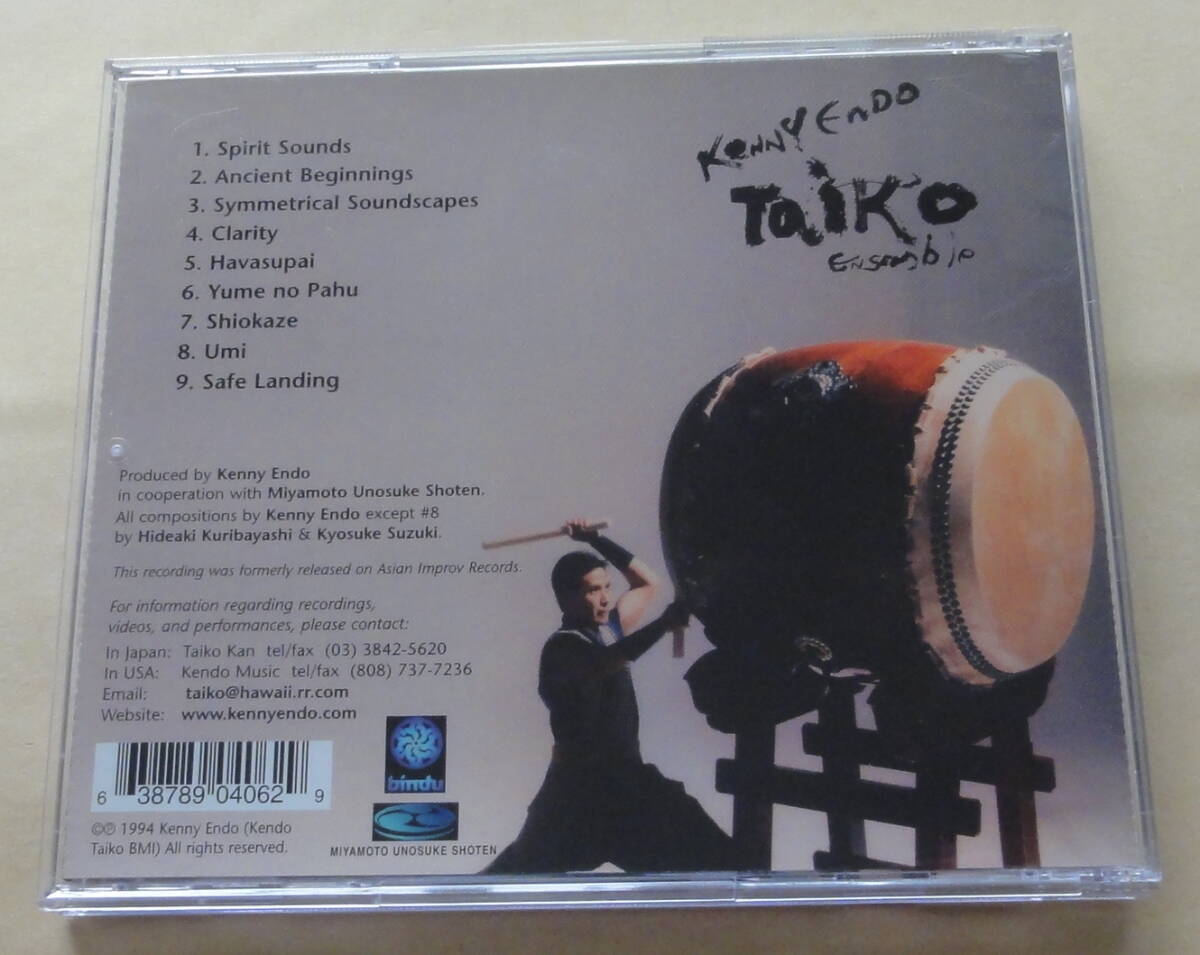 1. Spirit Sounds
2. Ancient Beginnings
3. Symmetrical Soundscapes
4. Clarity
5. Havasupai
6. Yume no Pahu
7. Shiokaze
8. Umi
9. Safe Landing
KENNY ENDO
TaiKo
Ensemble
Produced by Kenny Endo
in cooperation with Miyamoto Unosuke Shoten.
All compositions by Kenny Endo except #8
by Hideaki Kuribayashi & Kyosuke Suzuki.
This recording was formerly released on Asian Improv Records.
For information regarding recordings,
videos, and performances, please contact:
In Japan: Taiko Kan tel/fax (03) 3842-5620
In USA: Kendo Music tel/fax (808) 737-7236
Email: taiko@hawaii.rr.com
Website: www.kennyendo.com
6 38789 04062 9
bindu
MIYAMOTO UNOSUKE SHOTEN
©℗ 1994 Kenny Endo (Kendo
Taiko BMI) All rights reserved.